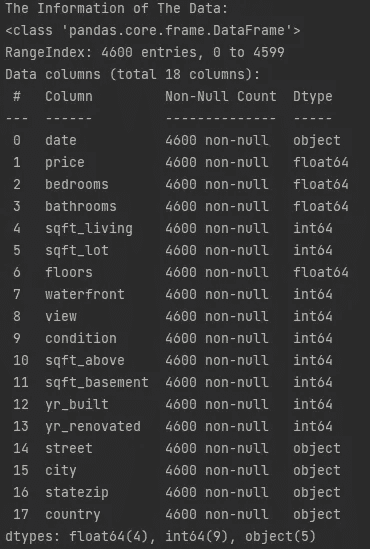 The Information of The Data:
<class 'pandas.core.frame.DataFrame'>
RangeIndex: 4600 entries, 0 to 4599
Data columns (total 18 columns):
 #   Column         Non-Null Count  Dtype
---  ------         --------------  -----
 0   date           4600 non-null   object
 1   price          4600 non-null   float64
 2   bedrooms       4600 non-null   float64
 3   bathrooms      4600 non-null   float64
 4   sqft_living    4600 non-null   int64
 5   sqft_lot       4600 non-null   int64
 6   floors         4600 non-null   float64
 7   waterfront     4600 non-null   int64
 8   view           4600 non-null   int64
 9   condition      4600 non-null   int64
 10  sqft_above     4600 non-null   int64
 11  sqft_basement  4600 non-null   int64
 12  yr_built       4600 non-null   int64
 13  yr_renovated   4600 non-null   int64
 14  street         4600 non-null   object
 15  city           4600 non-null   object
 16  statezip       4600 non-null   object
 17  country        4600 non-null   object
dtypes: float64(4), int64(9), object(5)